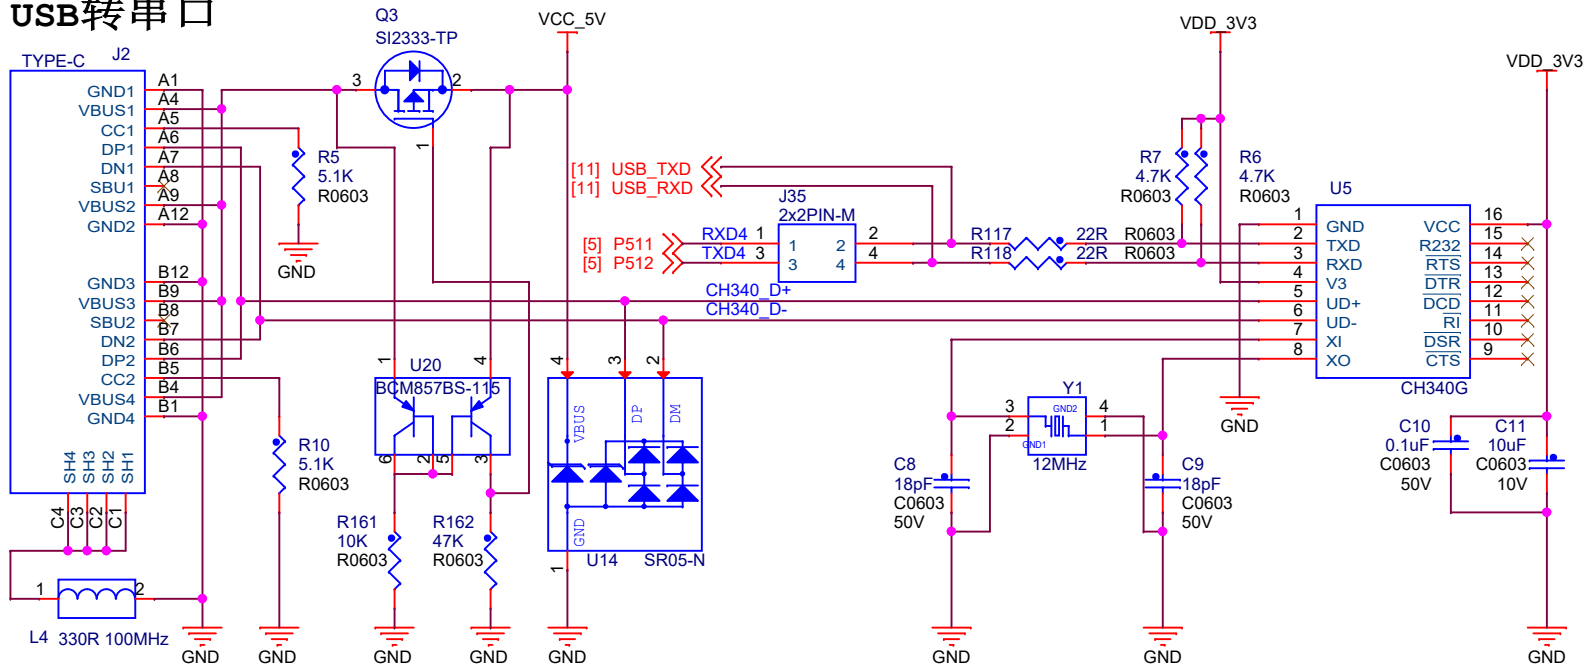 USB转串口
Q3
SI2333-TP
VCC_5V
VDD_3V3
VDD_3V3
TYPE-C
J2
3
2
1
GND1
A1
VBUS1
A4
CC1
A5
DP1
A6
DN1
A7
SBU1
A8
VBUS2
A9
GND2
A12
GND3
B12
VBUS3
B9
SBU2
B8
DN2
B7
DP2
B6
CC2
B5
VBUS4
B4
GND4
B1
SH4
SH3
SH2
SH1
C4
C3
C2
C1
R5
5.1K
R0603
GND
R10
5.1K
R0603
1
2
L4
330R 100MHz
[11] USB_TXD
[11] USB_RXD
[5] P511
[5] P512
RXD4
TXD4
J35
2x2PIN-M
1
3
1
2
3
4
2
4
CH340_D+
CH340_D-
R117
22R
R0603
R118
22R
R0603
R7
4.7K
R0603
R6
4.7K
R0603
U5
1
GND
2
TXD
3
RXD
4
V3
5
UD+
6
UD-
7
XI
8
XO
VCC
16
R232
15
RTS
14
DTR
13
DCD
12
RI
11
DSR
10
CTS
9
CH340G
GND
U20
BCM857BS-115
1
4
6
2
5
3
R161
10K
R0603
R162
47K
R0603
4
3
2
VBUS
DP
DM
GND
1
U14
SR05-N
Y1
3
2
4
1
GND2
GND1
12MHz
C8
18pF
C0603
50V
C9
18pF
C0603
50V
C10
0.1uF
C0603
50V
C11
10uF
C0603
10V
GND
GND
GND
GND
GND
GND
GND
GND